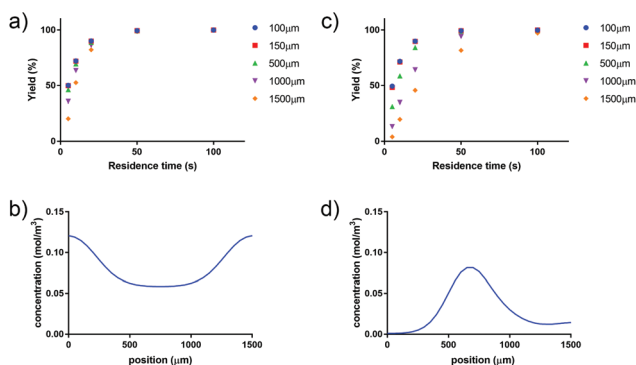 a)
100
50
0
Yield (%)
0
50
100
Residence time (s)
100μm
150μm
500μm
1000μm
1500μm
c)
100
50
0
Yield (%)
0
50
100
Residence time (s)
100μm
150μm
500μm
1000μm
1500μm
b)
0.15
0.10
0.05
0.00
concentration (mol/m³)
0
500
1000
1500
position (μm)
d)
0.15
0.10
0.05
0.00
concentration (mol/m³)
0
500
1000
1500
position (μm)